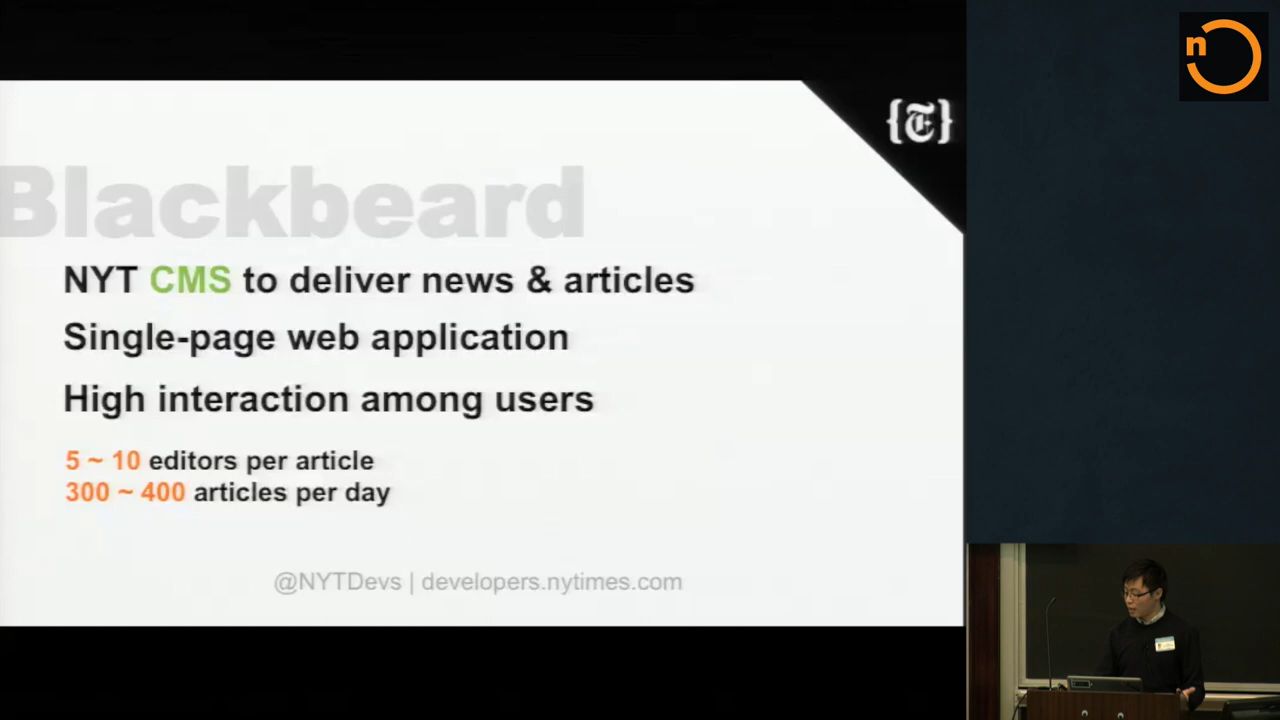 n
{T}
Blackbeard
NYT CMS to deliver news & articles
Single-page web application
High interaction among users
5 ~ 10 editors per article
300 ~ 400 articles per day
@NYTDevs | developers.nytimes.com